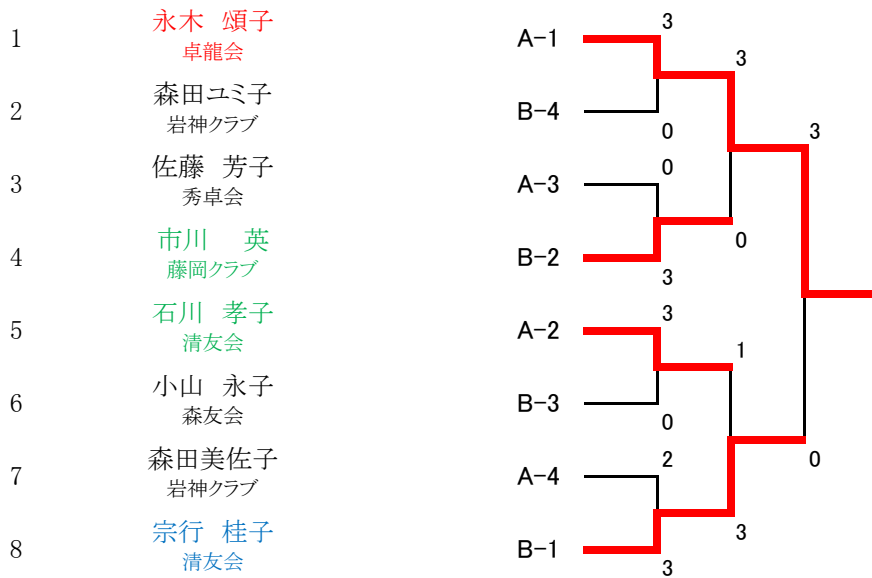 1 永木 頌子 A-1 3
卓龍会
3
2 森田ユミ子 B-4 0
岩神クラブ
3
3 佐藤 芳子 A-3 0
秀卓会
0
4 市川 英 B-2 3
藤岡クラブ
5 石川 孝子 A-2 3
清友会
1
6 小山 永子 B-3 0
森友会
0
7 森田美佐子 A-4 2
岩神クラブ
3
8 宗行 桂子 B-1 3
清友会